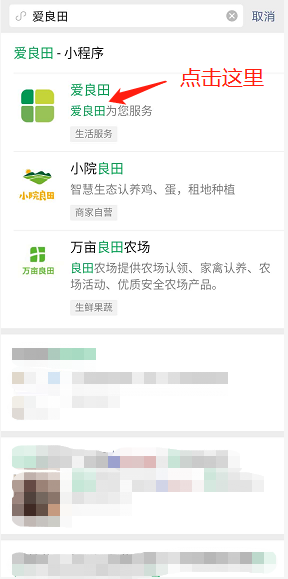 爱良田
取消
爱良田 - 小程序
点击这里
爱良田
爱良田为您服务
生活服务
小院良田
智慧生态认养鸡、蛋，租地种植
商家自营
小院良田
万亩良田农场
良田农场提供农场认领、家禽认养、农
场活动、优质安全农场产品。
生鲜果蔬
万亩良田